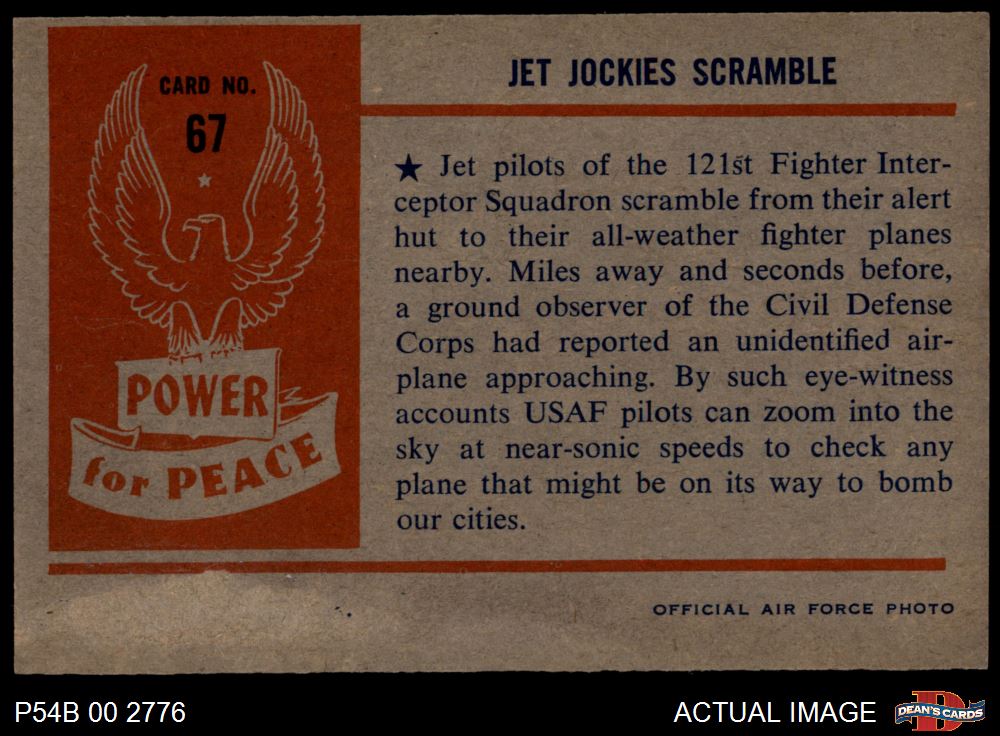 CARD NO.
67
POWER
for PEACE
JET JOCKIES SCRAMBLE
★ Jet pilots of the 121st Fighter Inter-
ceptor Squadron scramble from their alert
hut to their all-weather fighter planes
nearby. Miles away and seconds before,
a ground observer of the Civil Defense
Corps had reported an unidentified air-
plane approaching. By such eye-witness
accounts USAF pilots can zoom into the
sky at near-sonic speeds to check any
plane that might be on its way to bomb
our cities.
OFFICIAL AIR FORCE PHOTO
P54B 00 2776
ACTUAL IMAGE
D
DEAN'S CARDS